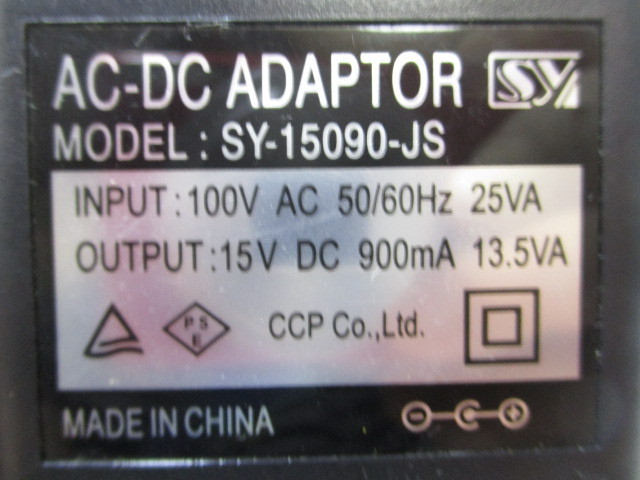 AC-DC ADAPTOR SY
MODEL : SY-15090-JS
INPUT : 100V AC 50/60Hz 25VA
OUTPUT : 15V DC 900mA 13.5VA
PSE CCP Co.,Ltd.
MADE IN CHINA